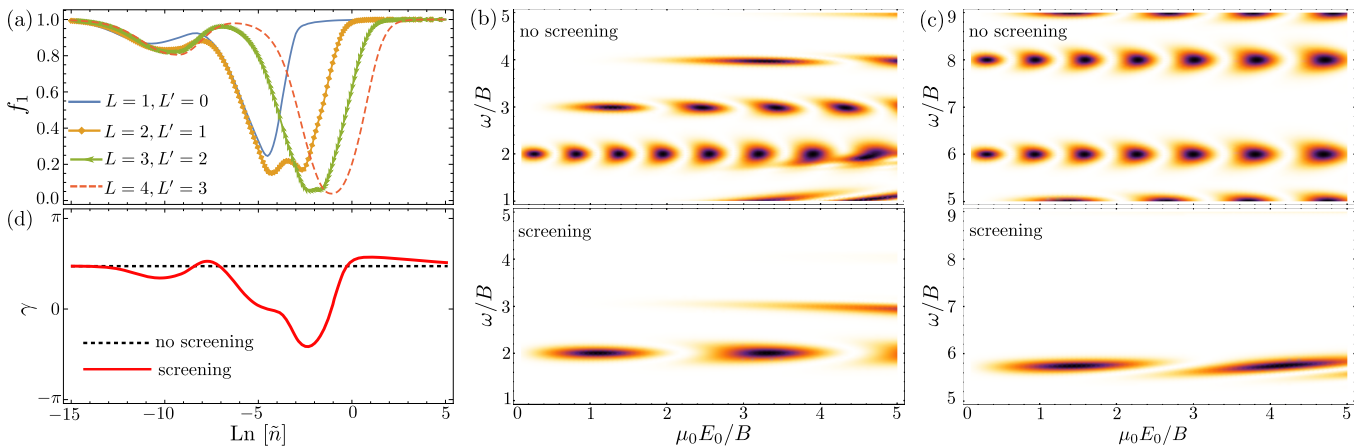 (a)
1.0
0.8
0.6
0.4
0.2
0.0
f₁
L = 1, L′ = 0
L = 2, L′ = 1
L = 3, L′ = 2
L = 4, L′ = 3
(d)
π
0
−π
γ
no screening
screening
−15
−10
−5
0
5
Ln [ñ]
(b)
5
4
3
2
1
ω/B
no screening
5
4
3
2
1
ω/B
screening
0
1
2
3
4
5
μ₀E₀/B
(c)
9
8
7
6
5
ω/B
no screening
9
8
7
6
5
ω/B
screening
0
1
2
3
4
5
μ₀E₀/B